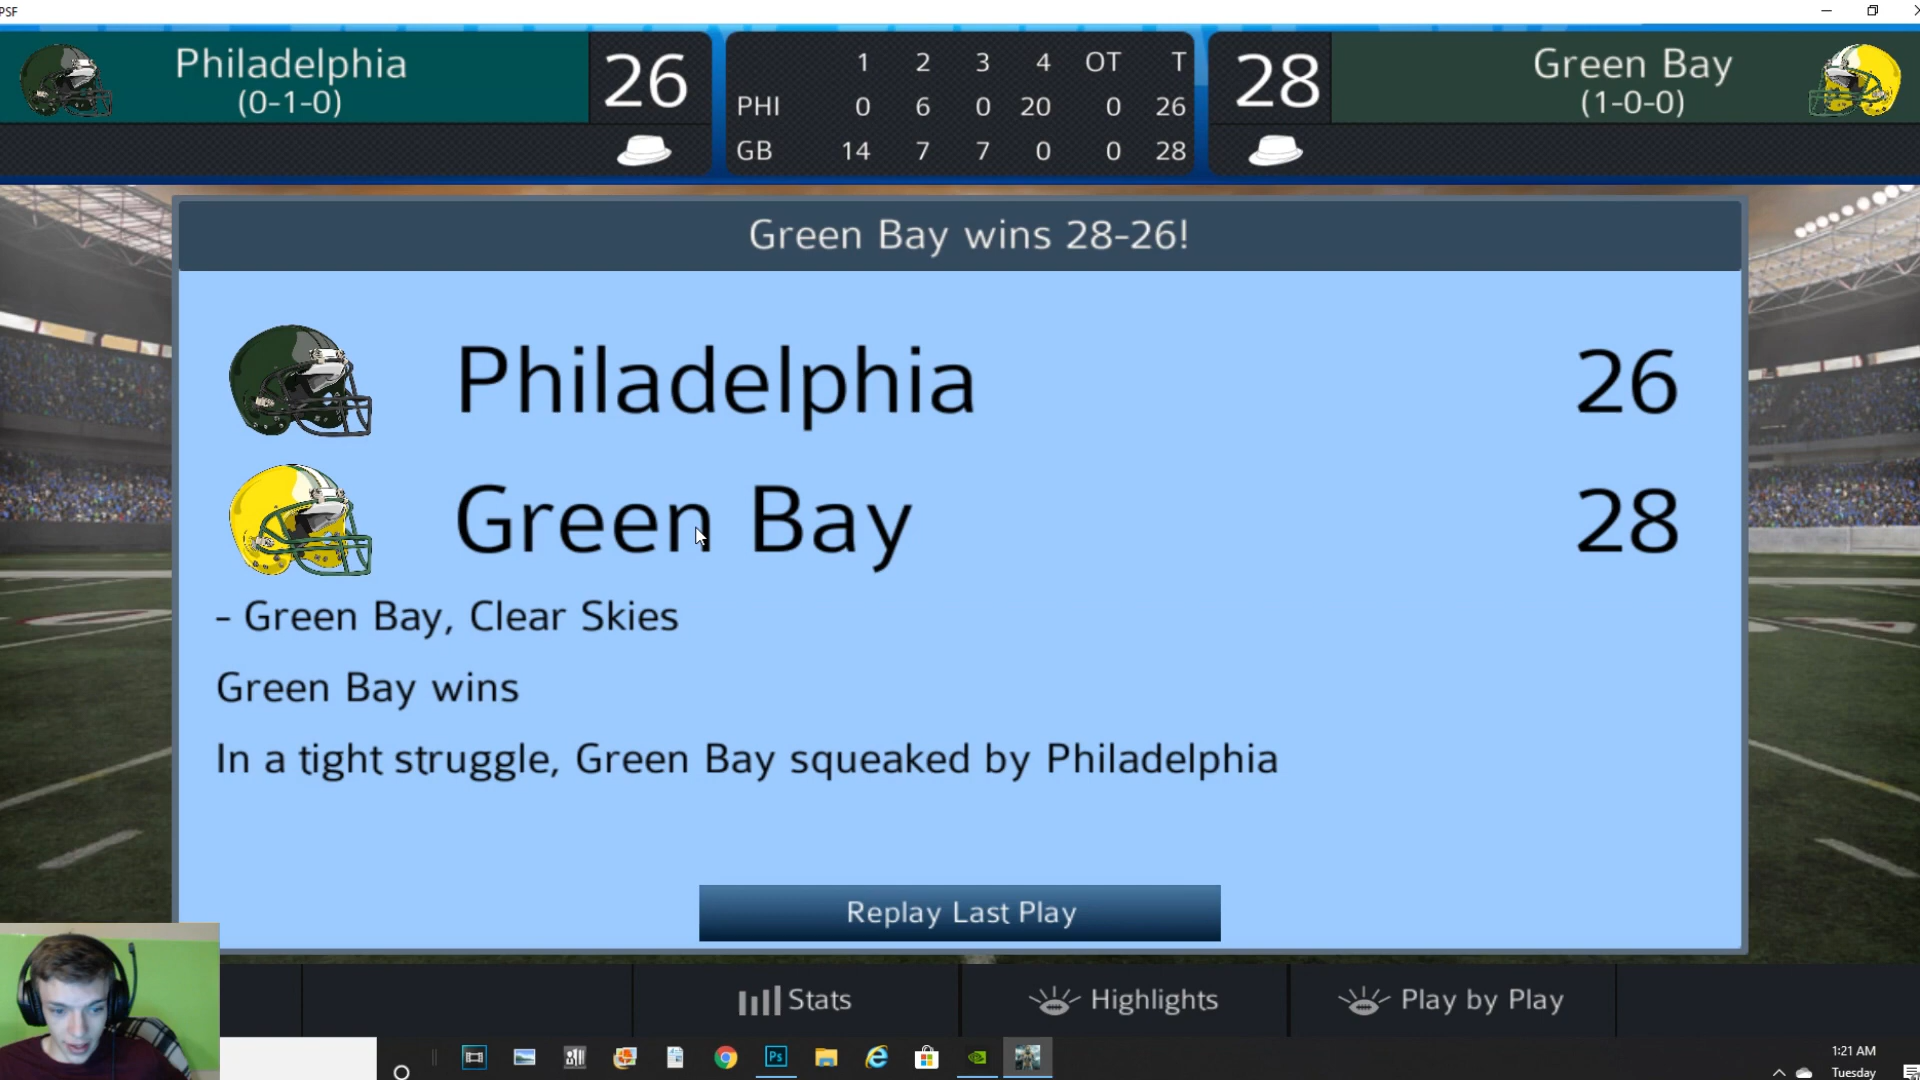 PSF
Philadelphia
(0-1-0)
26
1 2 3 4 OT T
PHI 0 6 0 20 0 26
GB 14 7 7 0 0 28
28
Green Bay
(1-0-0)
Green Bay wins 28-26!
Philadelphia 26
Green Bay 28
- Green Bay, Clear Skies
Green Bay wins
In a tight struggle, Green Bay squeaked by Philadelphia
Replay Last Play
Stats
Highlights
Play by Play
Ps
1:21 AM
Tuesday